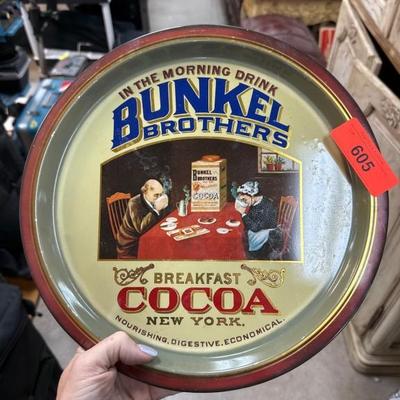 IN THE MORNING DRINK
BUNKEL
BROTHERS
605
BUNKEL
BROTHERS
COCOA
BREAKFAST
COCOA
NEW YORK.
NOURISHING, DIGESTIVE, ECONOMICAL.